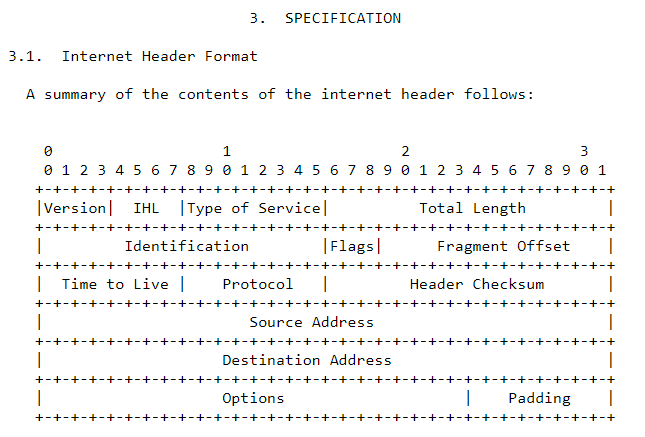 3.  SPECIFICATION
3.1.  Internet Header Format
A summary of the contents of the internet header follows:
0                   1                   2                   3
0 1 2 3 4 5 6 7 8 9 0 1 2 3 4 5 6 7 8 9 0 1 2 3 4 5 6 7 8 9 0 1
+-+-+-+-+-+-+-+-+-+-+-+-+-+-+-+-+-+-+-+-+-+-+-+-+-+-+-+-+-+-+-+-+
|Version|  IHL  |Type of Service|          Total Length         |
+-+-+-+-+-+-+-+-+-+-+-+-+-+-+-+-+-+-+-+-+-+-+-+-+-+-+-+-+-+-+-+-+
|         Identification        |Flags|      Fragment Offset    |
+-+-+-+-+-+-+-+-+-+-+-+-+-+-+-+-+-+-+-+-+-+-+-+-+-+-+-+-+-+-+-+-+
|  Time to Live |    Protocol   |         Header Checksum       |
+-+-+-+-+-+-+-+-+-+-+-+-+-+-+-+-+-+-+-+-+-+-+-+-+-+-+-+-+-+-+-+-+
|                       Source Address                          |
+-+-+-+-+-+-+-+-+-+-+-+-+-+-+-+-+-+-+-+-+-+-+-+-+-+-+-+-+-+-+-+-+
|                    Destination Address                        |
+-+-+-+-+-+-+-+-+-+-+-+-+-+-+-+-+-+-+-+-+-+-+-+-+-+-+-+-+-+-+-+-+
|                    Options                    |    Padding    |
+-+-+-+-+-+-+-+-+-+-+-+-+-+-+-+-+-+-+-+-+-+-+-+-+-+-+-+-+-+-+-+-+